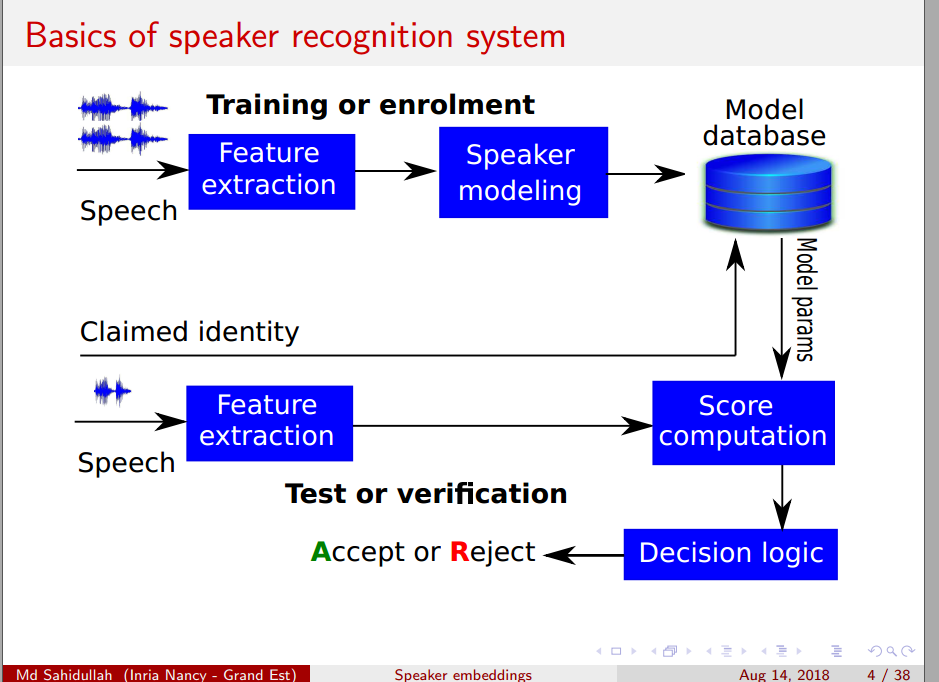 Basics of speaker recognition system
Training or enrolment
Model
database
Feature
extraction
Speaker
modeling
Speech
Model params
Claimed identity
Feature
extraction
Score
computation
Speech
Test or verification
Accept or Reject
Decision logic
Md Sahidullah (Inria Nancy - Grand Est)
Speaker embeddings
Aug 14, 2018
4 / 38